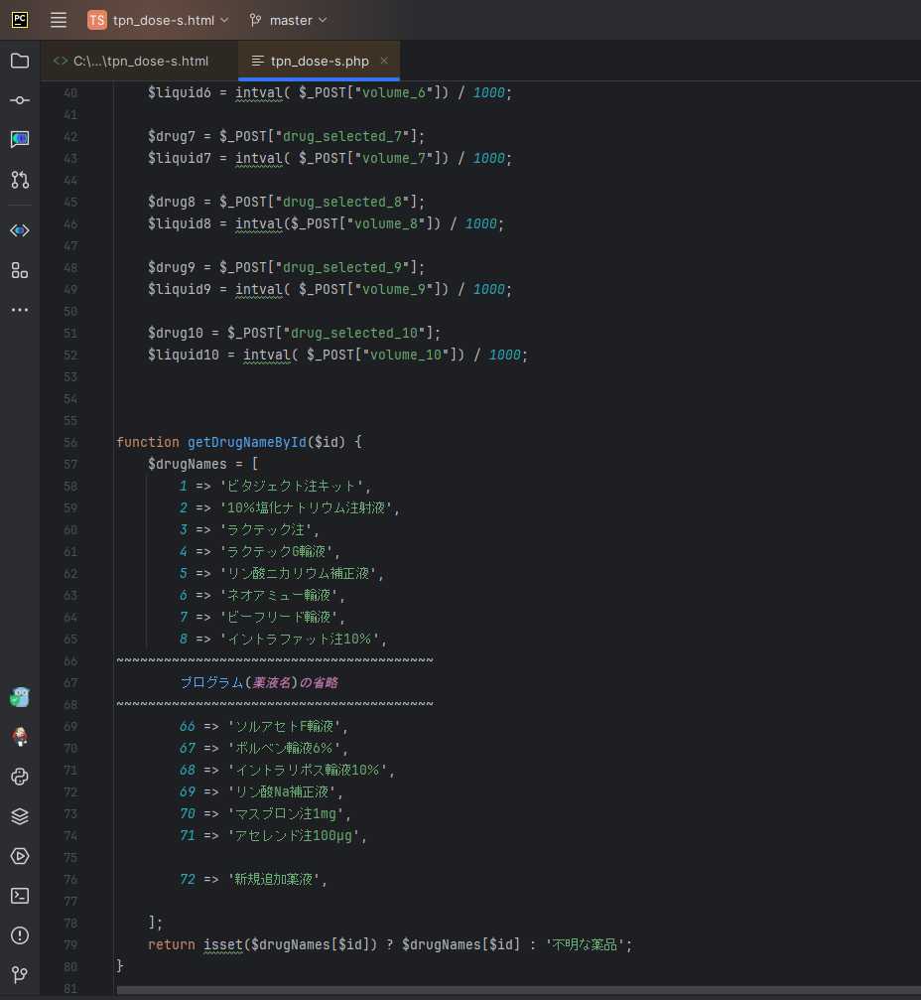 PC TS tpn_dose-s.html master
<> C:\...\tpn_dose-s.html tpn_dose-s.php ×
40 $liquid6 = intval( $_POST["volume_6"]) / 1000;
41
42 $drug7 = $_POST["drug_selected_7"];
43 $liquid7 = intval( $_POST["volume_7"]) / 1000;
44
45 $drug8 = $_POST["drug_selected_8"];
46 $liquid8 = intval($_POST["volume_8"]) / 1000;
47
48 $drug9 = $_POST["drug_selected_9"];
49 $liquid9 = intval( $_POST["volume_9"]) / 1000;
50
51 $drug10 = $_POST["drug_selected_10"];
52 $liquid10 = intval( $_POST["volume_10"]) / 1000;
53
54
55
56 function getDrugNameById($id) {
57 $drugNames = [
58 1 => 'ビタジェクト注キット',
59 2 => '10%塩化ナトリウム注射液',
60 3 => 'ラクテック注',
61 4 => 'ラクテックG輸液',
62 5 => 'リン酸二カリウム補正液',
63 6 => 'ネオアミュー輸液',
64 7 => 'ビーフリード輸液',
65 8 => 'イントラファット注10%',
66 ~~~~~~~~~~~~~~~~~~~~~~~~~~~~~~~~~~~~~~~~
67 プログラム(薬液名)の省略
68 ~~~~~~~~~~~~~~~~~~~~~~~~~~~~~~~~~~~~~~~~
69 66 => 'ソルアセトF輸液',
70 67 => 'ボルベン輸液6%',
71 68 => 'イントラリポス輸液10%',
72 69 => 'リン酸Na補正液',
73 70 => 'マスブロン注1mg',
74 71 => 'アセレンド注100μg',
75
76 72 => '新規追加薬液',
77
78 ];
79 return isset($drugNames[$id]) ? $drugNames[$id] : '不明な薬品';
80 }
81